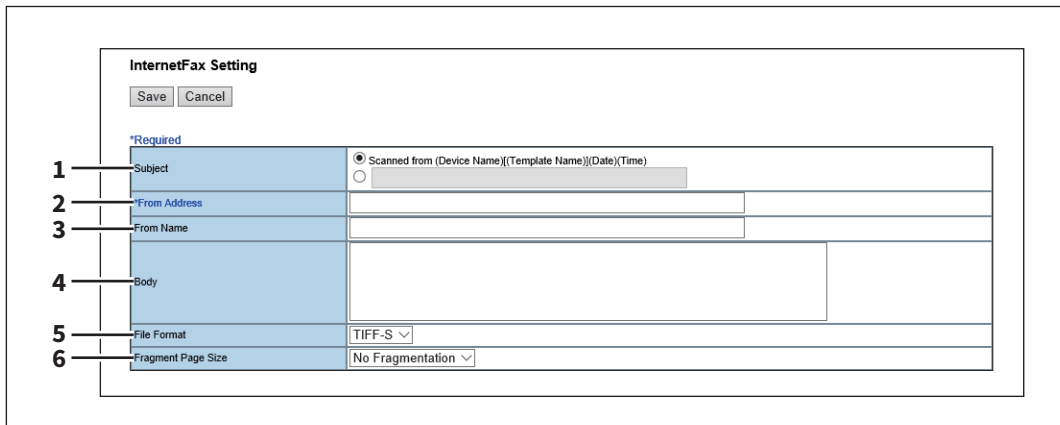 InternetFax Setting
Save Cancel
*Required
1 Subject Scanned from (Device Name)[(Template Name)](Date)(Time)
2 *From Address
3 From Name
4 Body
5 File Format TIFF-S
6 Fragment Page Size No Fragmentation